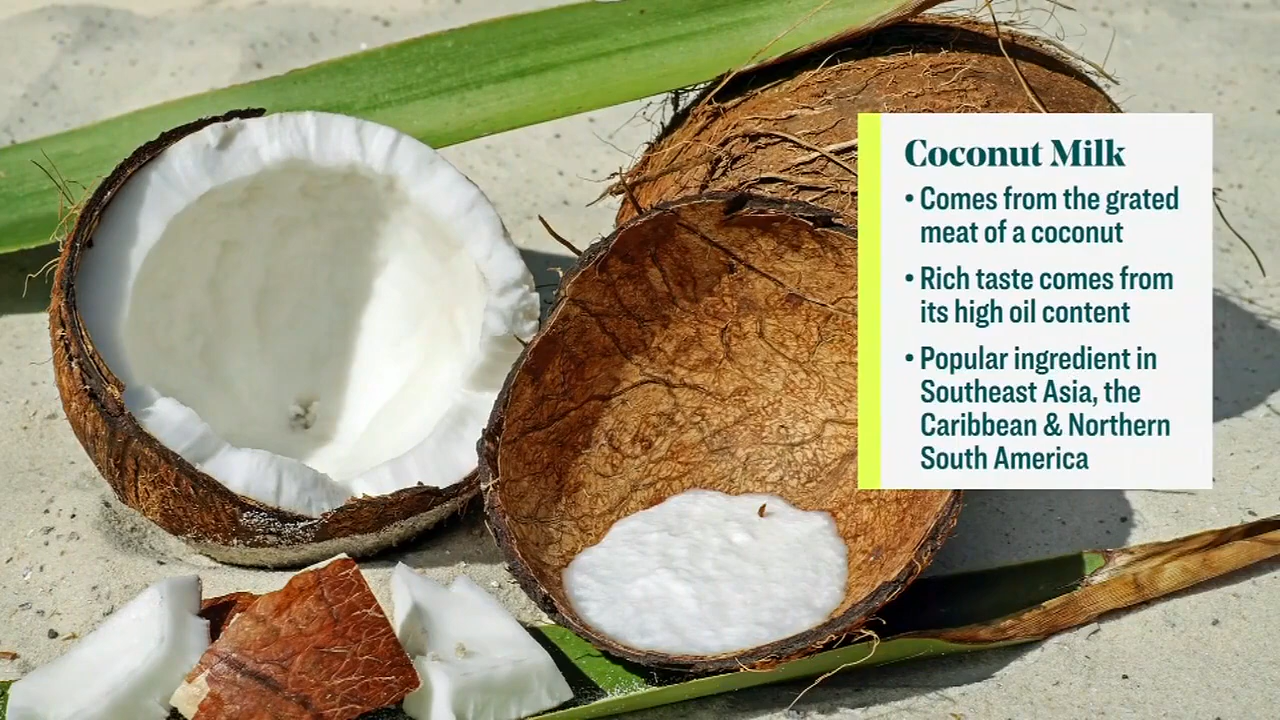 Coconut Milk
• Comes from the grated
meat of a coconut
• Rich taste comes from
its high oil content
• Popular ingredient in
Southeast Asia, the
Caribbean & Northern
South America